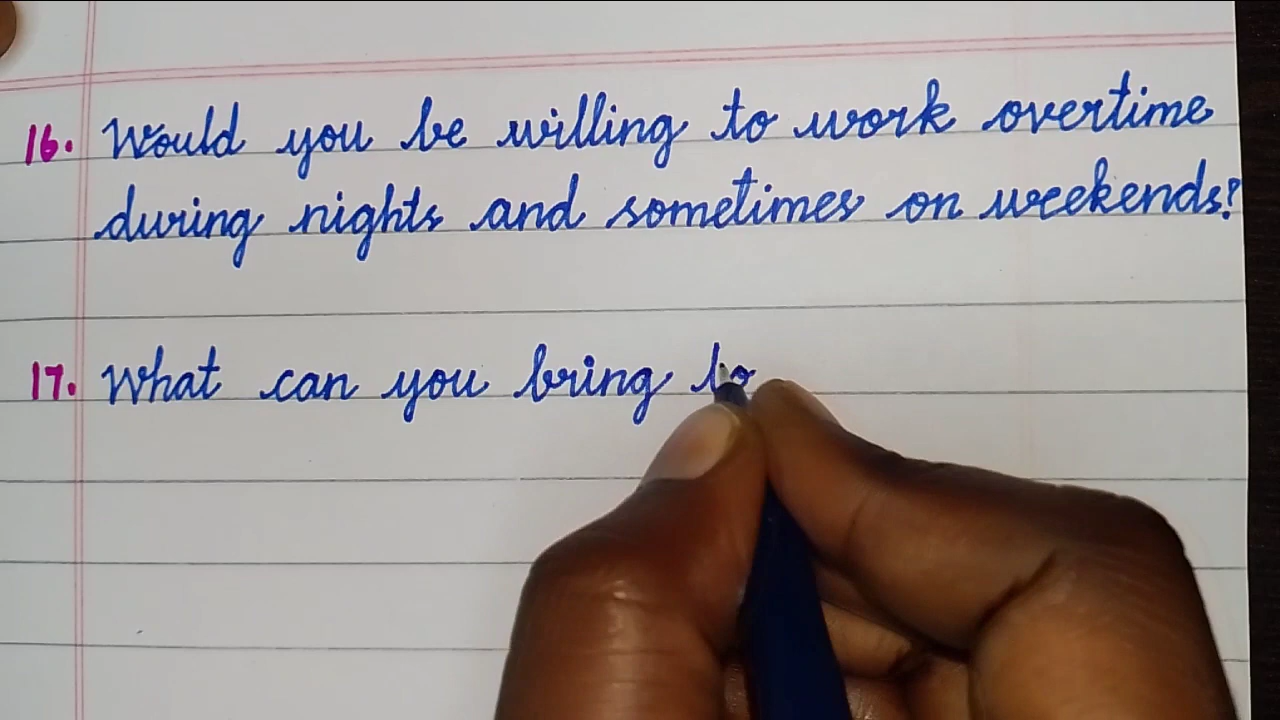 16. Would you be willing to work overtime
during nights and sometimes on weekends?
17. What can you bring to